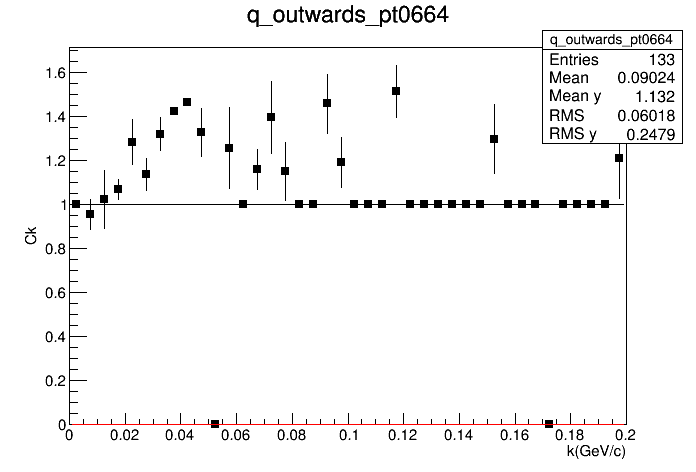 q_outwards_pt0664
q_outwards_pt0664
Entries 133
Mean 0.09024
Mean y 1.132
RMS 0.06018
RMS y 0.2479
1.6
1.4
1.2
1
0.8
0.6
0.4
0.2
0
Ck
0 0.02 0.04 0.06 0.08 0.1 0.12 0.14 0.16 0.18 0.2
k(GeV/c)